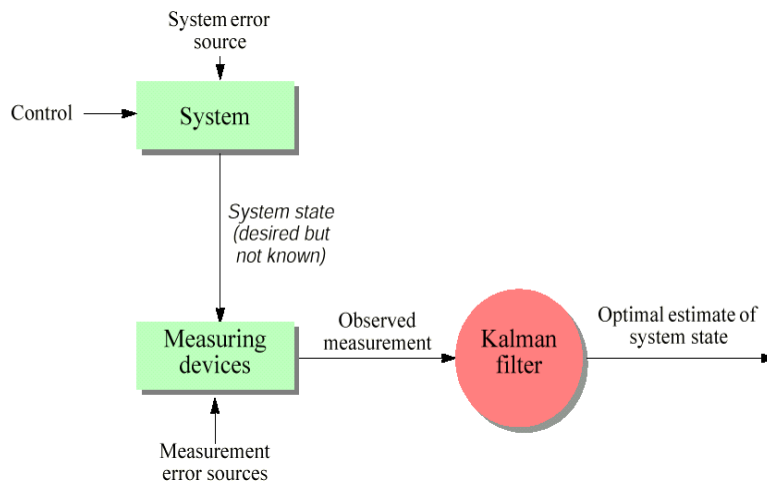 System error
source
Control
System
System state
(desired but
not known)
Measuring
devices
Observed
measurement
Kalman
filter
Optimal estimate of
system state
Measurement
error sources